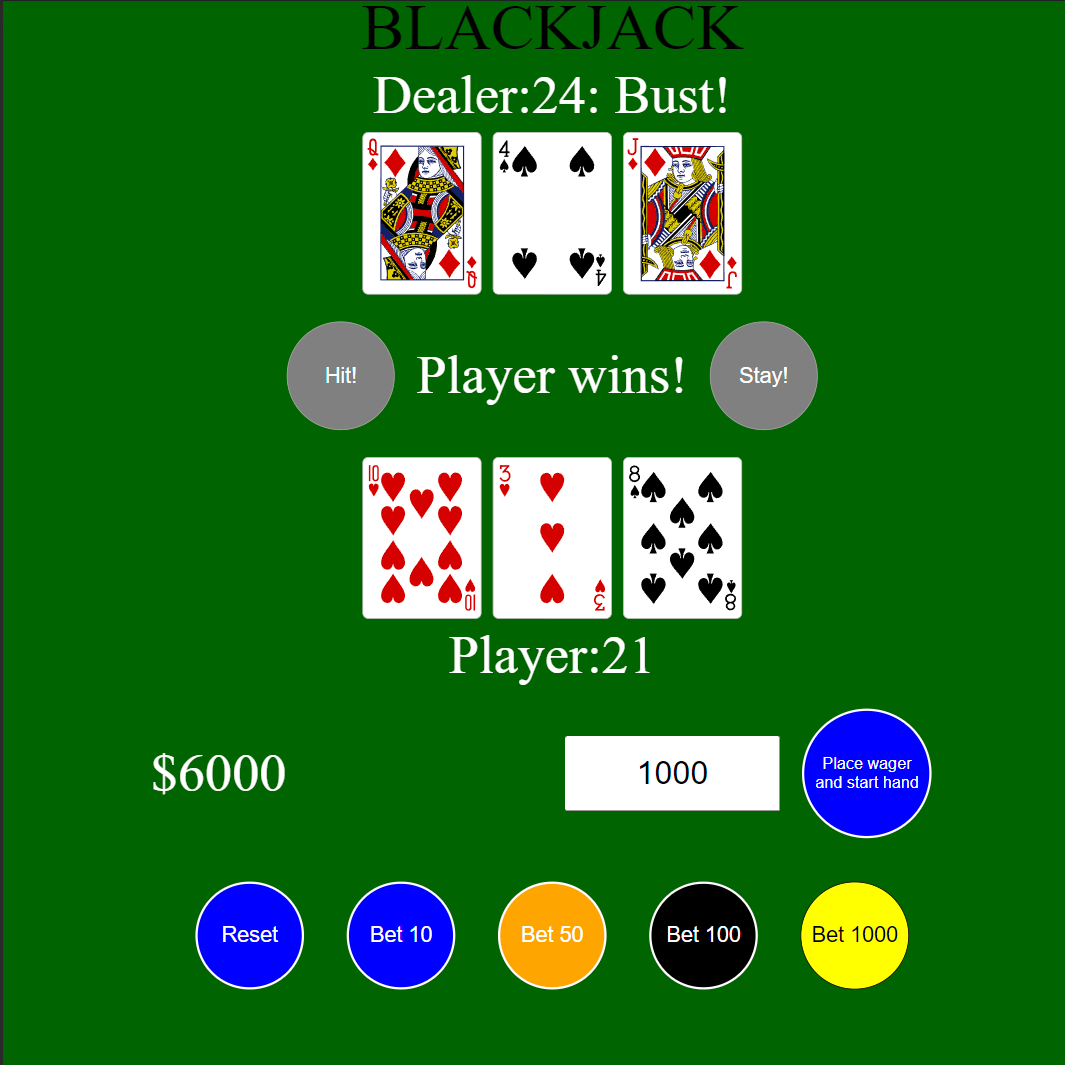 BLACKJACK
Dealer:24: Bust!
Q 4 J
Q 4 J
Hit! Player wins! Stay!
10 3 8
10 3 8
Player:21
$6000 1000 Place wager
and start hand
Reset Bet 10 Bet 50 Bet 100 Bet 1000